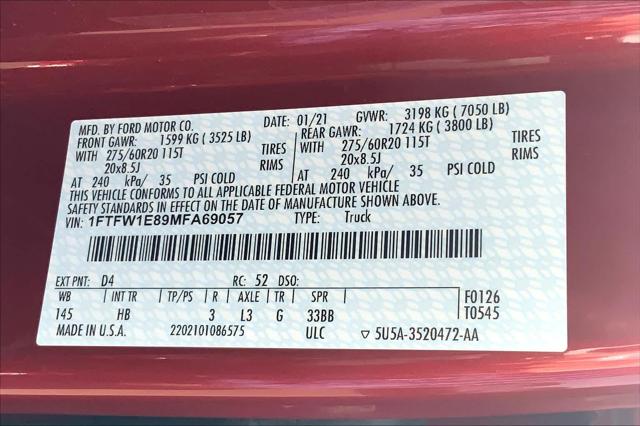 MFD. BY FORD MOTOR CO. DATE: 01/21 GVWR: 3198 KG ( 7050 LB)
FRONT GAWR: 1599 KG ( 3525 LB) REAR GAWR: 1724 KG ( 3800 LB)
WITH 275/60R20 115T TIRES WITH 275/60R20 115T TIRES
20x8.5J RIMS 20x8.5J RIMS
AT 240 kPa/ 35 PSI COLD AT 240 kPa/ 35 PSI COLD
THIS VEHICLE CONFORMS TO ALL APPLICABLE FEDERAL MOTOR VEHICLE
SAFETY STANDARDS IN EFFECT ON THE DATE OF MANUFACTURE SHOWN ABOVE.
VIN: 1FTFW1E89MFA69057 TYPE: Truck
EXT PNT: D4 RC: 52 DSO:
WB INT TR TP/PS R AXLE TR SPR F0126
145 HB 3 L3 G 33BB T0545
MADE IN U.S.A. 2202101086575 ULC ▽ 5U5A-3520472-AA